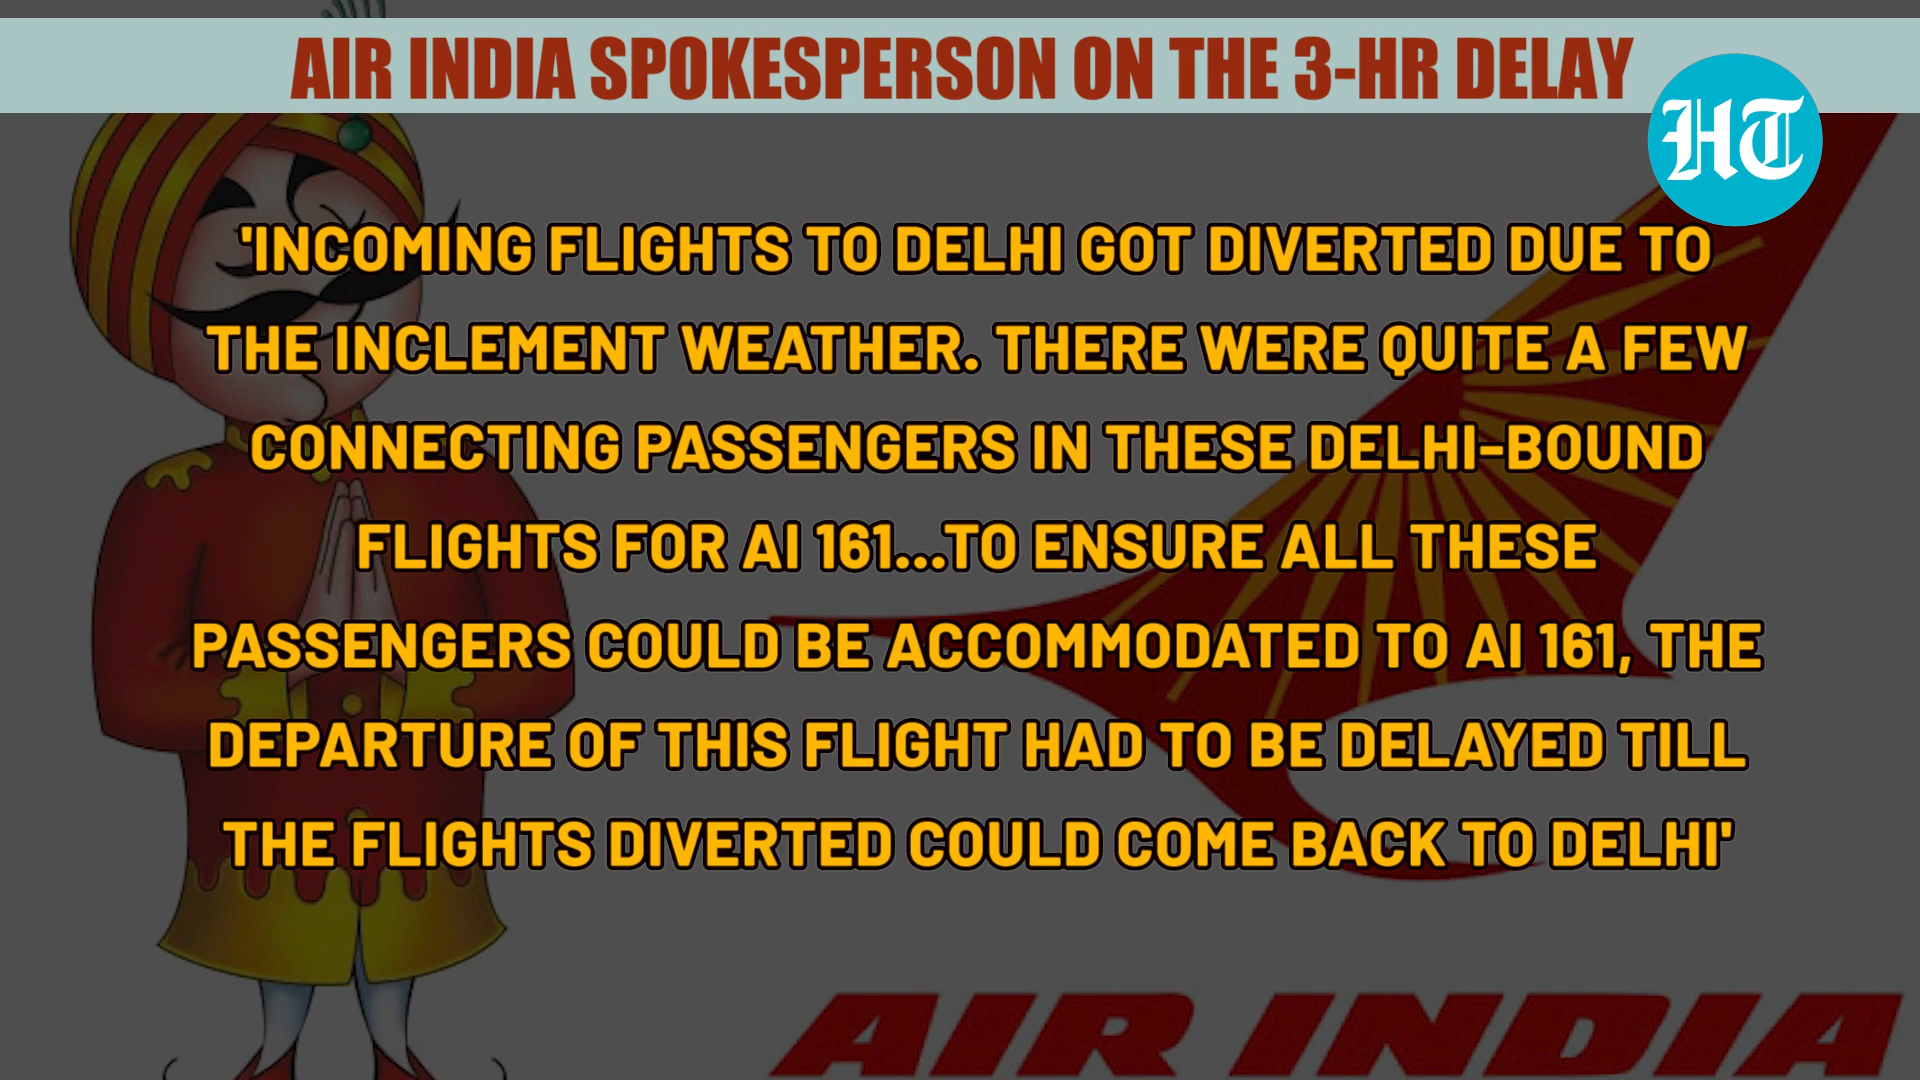 AIR INDIA SPOKESPERSON ON THE 3-HR DELAY
HT
'INCOMING FLIGHTS TO DELHI GOT DIVERTED DUE TO
THE INCLEMENT WEATHER. THERE WERE QUITE A FEW
CONNECTING PASSENGERS IN THESE DELHI-BOUND
FLIGHTS FOR AI 161...TO ENSURE ALL THESE
PASSENGERS COULD BE ACCOMMODATED TO AI 161, THE
DEPARTURE OF THIS FLIGHT HAD TO BE DELAYED TILL
THE FLIGHTS DIVERTED COULD COME BACK TO DELHI'
AIR INDIA